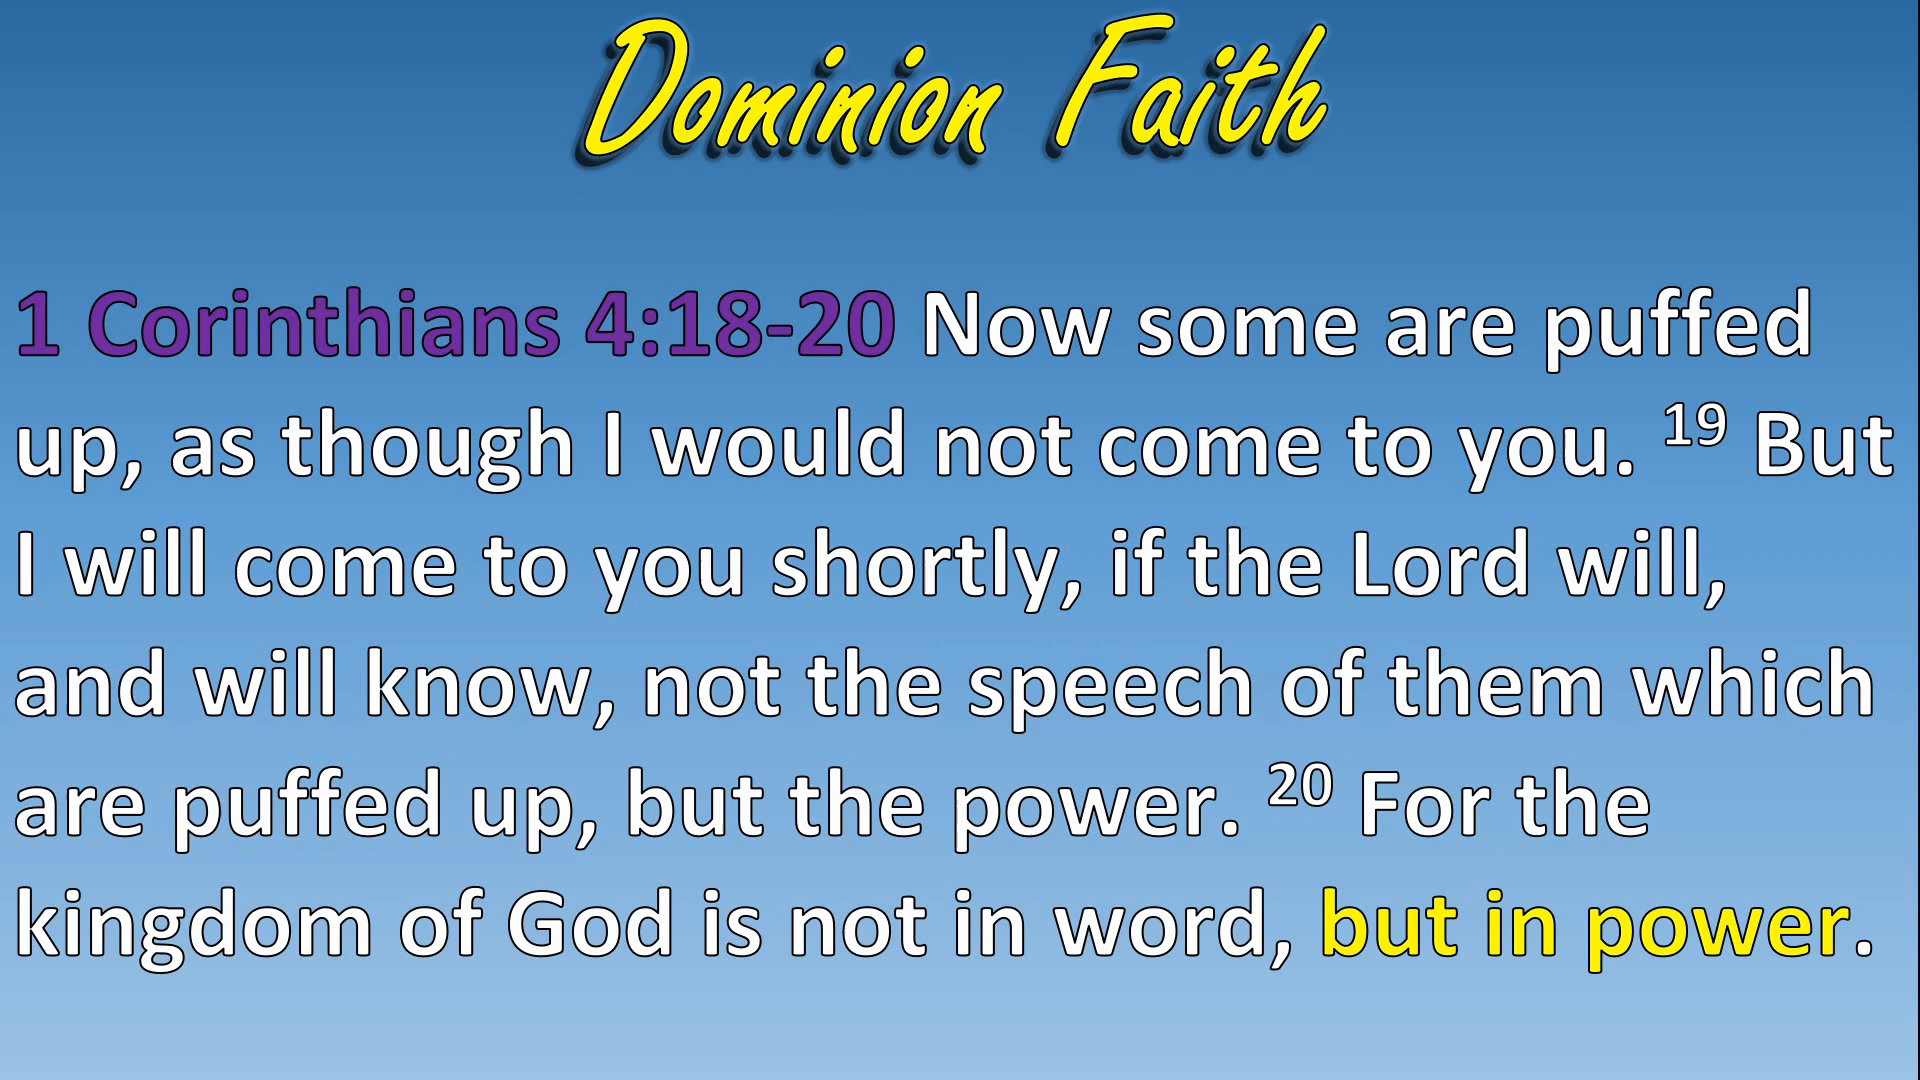 Dominion Faith
1 Corinthians 4:18-20 Now some are puffed
up, as though I would not come to you. 19 But
I will come to you shortly, if the Lord will,
and will know, not the speech of them which
are puffed up, but the power. 20 For the
kingdom of God is not in word, but in power.